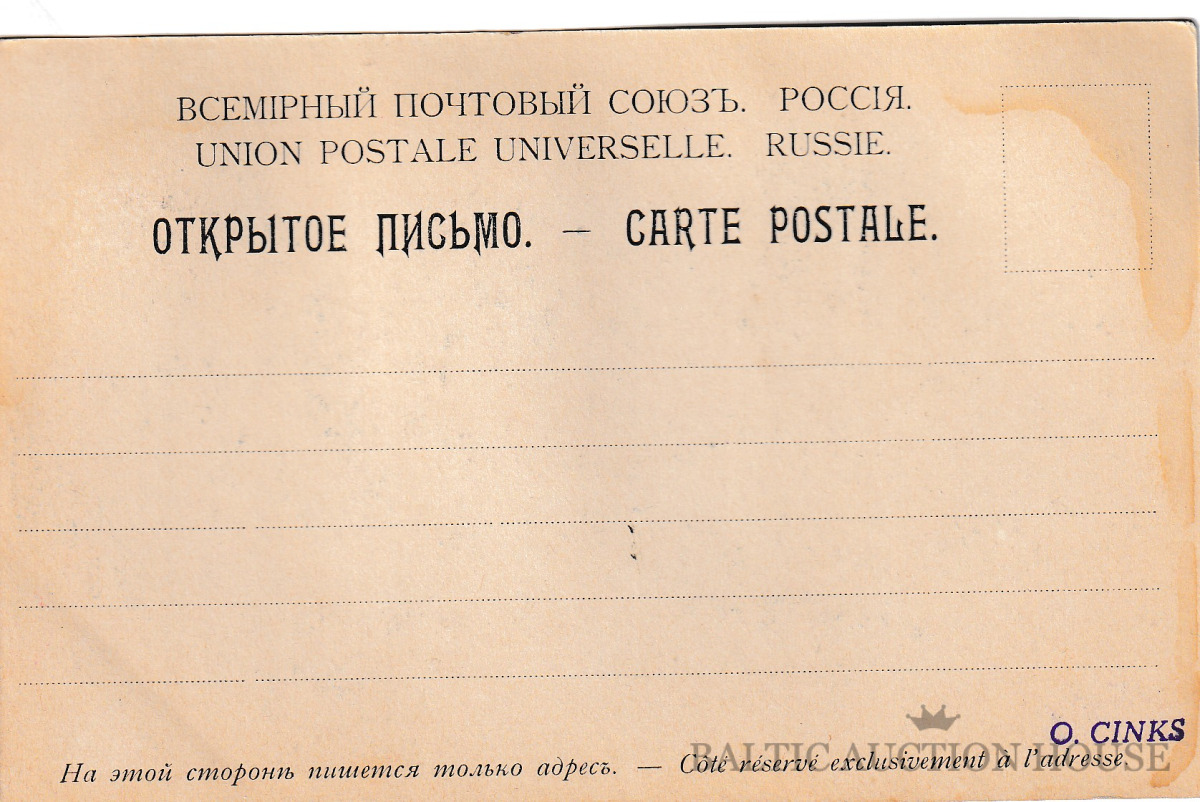 ВСЕМІРНЫЙ ПОЧТОВЫЙ СОЮЗЪ. РОССІЯ.
UNION POSTALE UNIVERSELLE. RUSSIE.
ОТКРЫТОЕ ПИСЬМО. — CARTE POSTALE.
O. CINKS
На этой сторонѣ пишется только адресъ. — Côté réservé exclusivement à l'adresse.
BALTIC AUCTION HOUSE